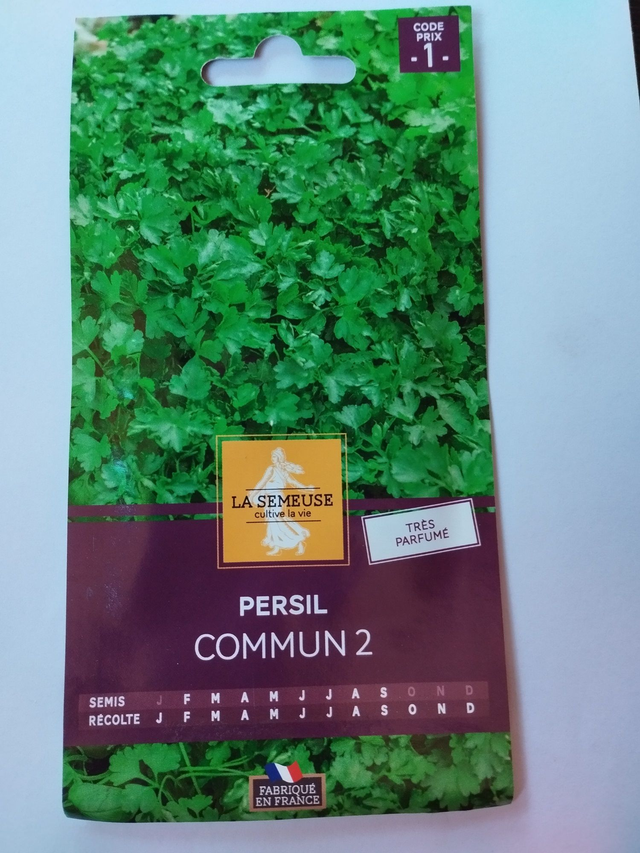 CODE
PRIX
- 1 -
LA SEMEUSE
cultive la vie
TRÈS
PARFUMÉ
PERSIL
COMMUN 2
SEMIS J F M A M J J A S O N D
RÉCOLTE J F M A M J J A S O N D
FABRIQUÉ
EN FRANCE